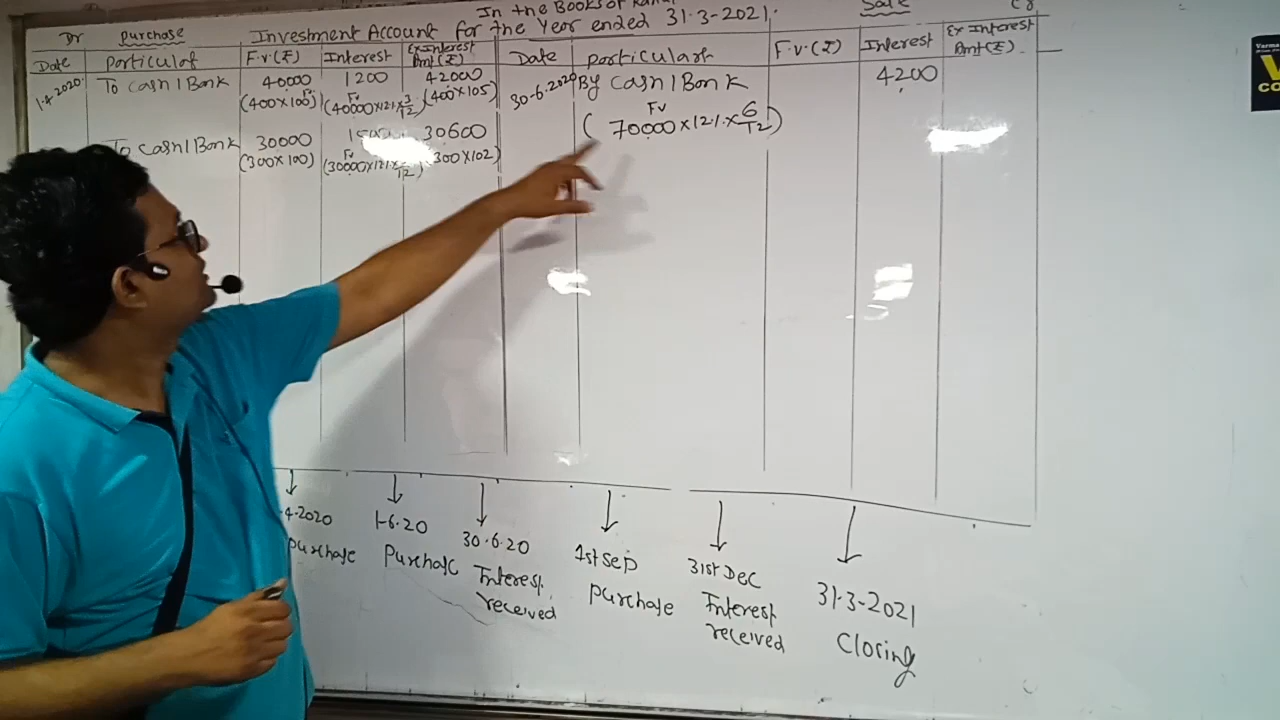 In the Books of
Investment Account for the Year ended 31.3-2021.
Dr Purchase Sale
Date Particular F.V(₹) Interest Ex Interest Amt(₹) Date Particulars F.V.(₹) Interest Ex Interest Amt(₹).
1.4.2020 To Cash/Bank 40000 1200 42000 30.6.2020 By Cash/Bank 4200
(400×100) (40000×12%×3/12) (400×105) FV
(70000×12%×6/12)
To Cash/Bank 30000 30600
(300×100) (30000×12%× /12) 300×102)
4.2020 Purchase
1-6.20 Purchase
30.6.20 Interest received
1st Sep Purchase
31st Dec Interest received
31.3-2021 Closing
Varma